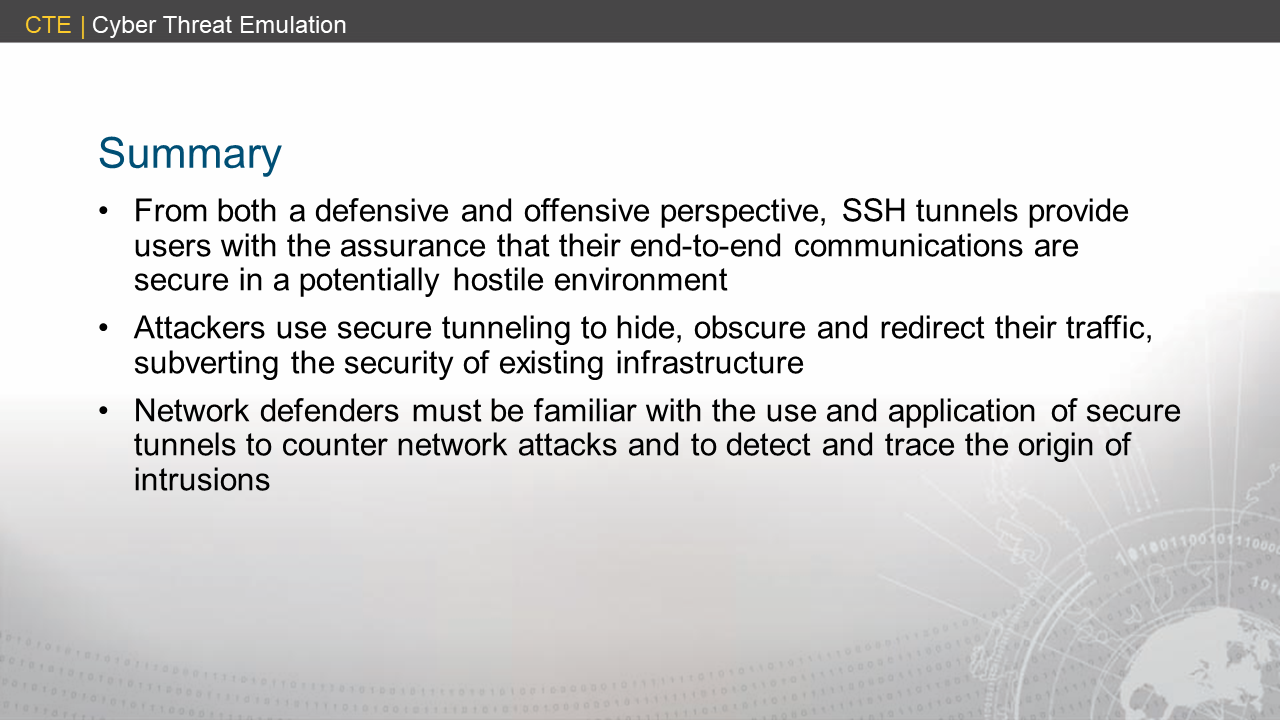 CTE | Cyber Threat Emulation
Summary
• From both a defensive and offensive perspective, SSH tunnels provide
users with the assurance that their end-to-end communications are
secure in a potentially hostile environment
• Attackers use secure tunneling to hide, obscure and redirect their traffic,
subverting the security of existing infrastructure
• Network defenders must be familiar with the use and application of secure
tunnels to counter network attacks and to detect and trace the origin of
intrusions